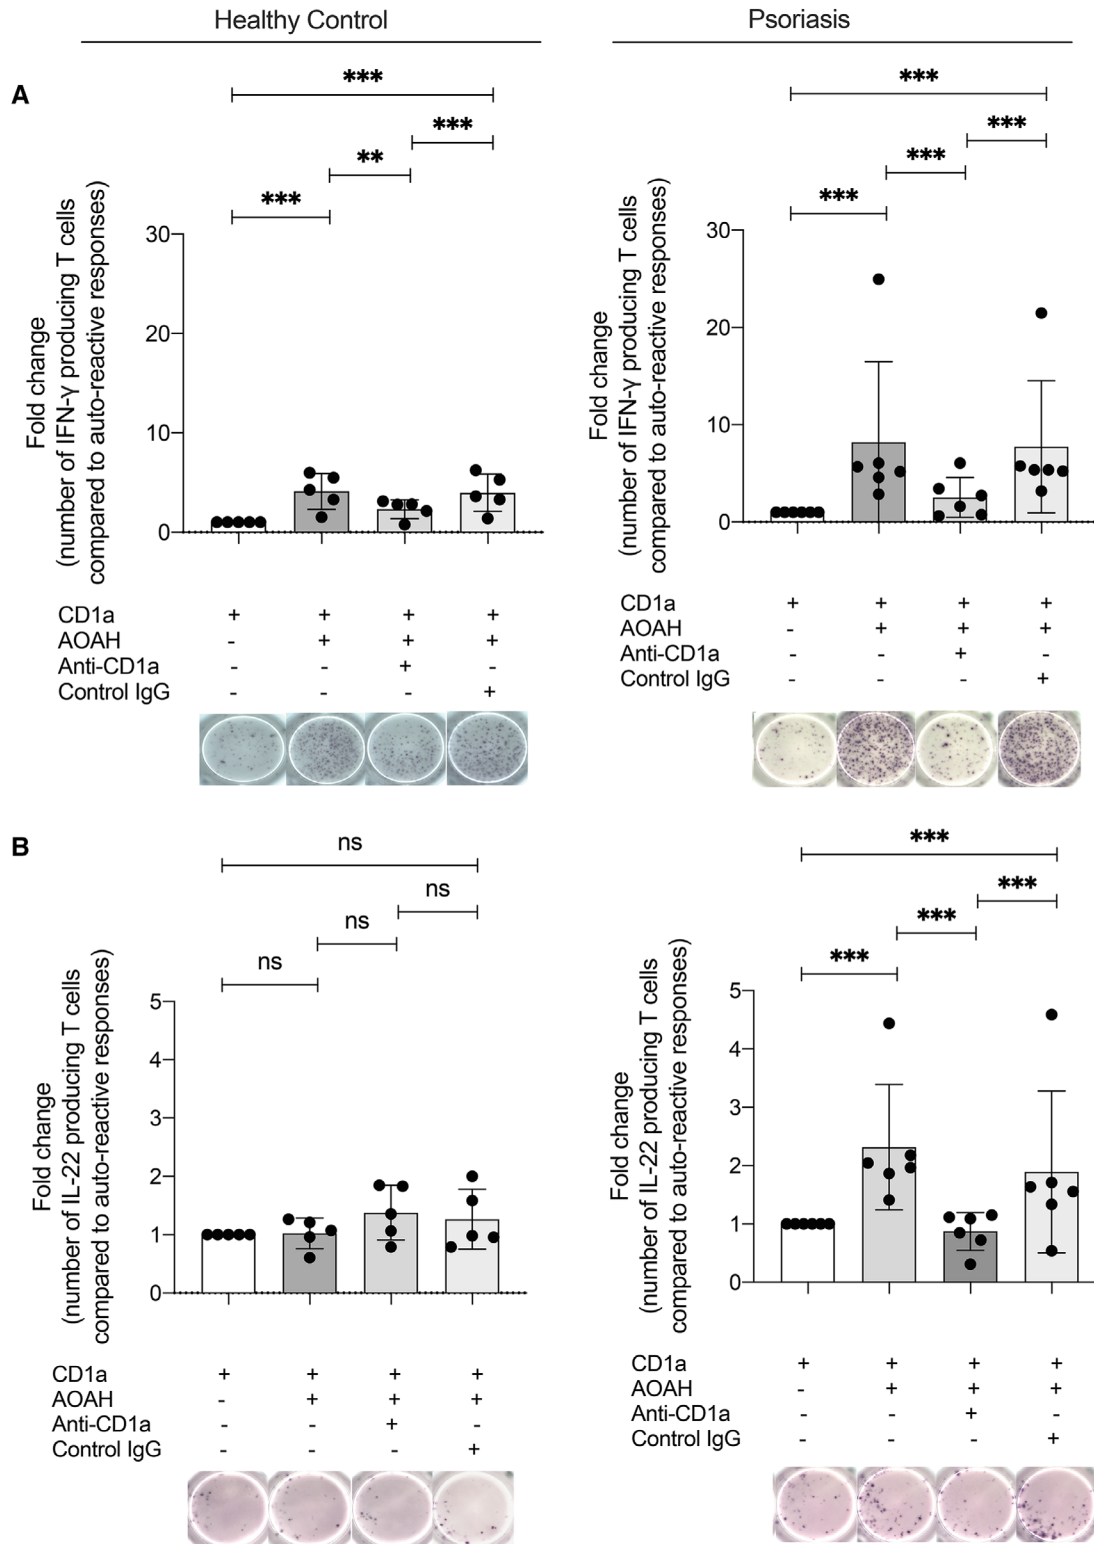 Healthy Control
Psoriasis
A
***
***
**
***
Fold change
(number of IFN-γ producing T cells
compared to auto-reactive responses)
30
20
10
0
CD1a + + + +
AOAH - + + +
Anti-CD1a - - + -
Control IgG - - - +
***
***
***
***
Fold change
(number of IFN-γ producing T cells
compared to auto-reactive responses)
30
20
10
0
CD1a + + + +
AOAH - + + +
Anti-CD1a - - + -
Control IgG - - - +
B
ns
ns
ns
ns
Fold change
(number of IL-22 producing T cells
compared to auto-reactive responses)
5
4
3
2
1
0
CD1a + + + +
AOAH - + + +
Anti-CD1a - - + -
Control IgG - - - +
***
***
***
***
Fold change
(number of IL-22 producing T cells
compared to auto-reactive responses)
5
4
3
2
1
0
CD1a + + + +
AOAH - + + +
Anti-CD1a - - + -
Control IgG - - - +